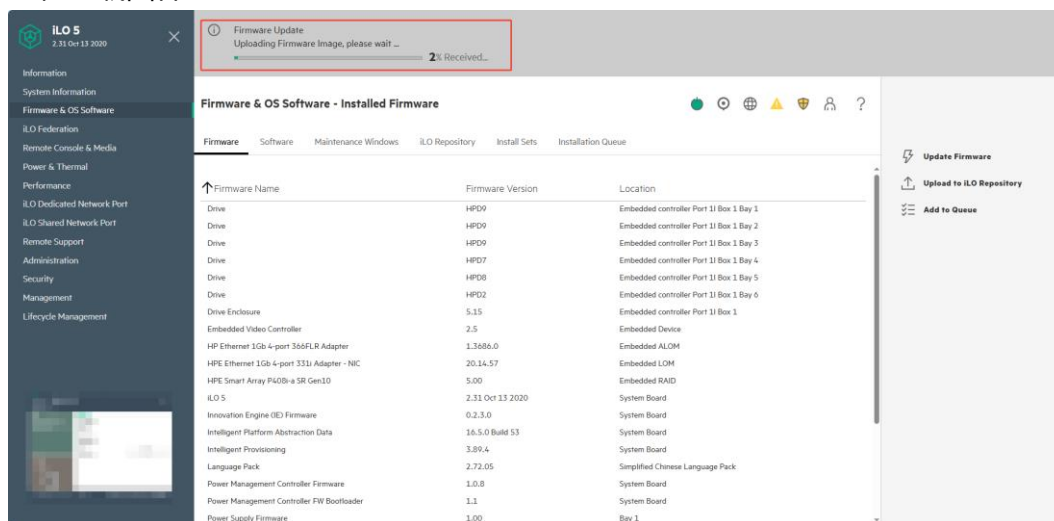 iLO 5
2.31 Oct 13 2020
Firmware Update
Uploading Firmware Image, please wait ...
2% Received...
Information
System Information
Firmware & OS Software
iLO Federation
Remote Console & Media
Power & Thermal
Performance
iLO Dedicated Network Port
iLO Shared Network Port
Remote Support
Administration
Security
Management
Lifecycle Management
Firmware & OS Software - Installed Firmware
Firmware Software Maintenance Windows iLO Repository Install Sets Installation Queue
Firmware Name Firmware Version Location
Drive HPD9 Embedded controller Port 1I Box 1 Bay 1
Drive HPD9 Embedded controller Port 1I Box 1 Bay 2
Drive HPD9 Embedded controller Port 1I Box 1 Bay 3
Drive HPD7 Embedded controller Port 1I Box 1 Bay 4
Drive HPD8 Embedded controller Port 1I Box 1 Bay 5
Drive HPD2 Embedded controller Port 1I Box 1 Bay 6
Drive Enclosure 5.15 Embedded controller Port 1I Box 1
Embedded Video Controller 2.5 Embedded Device
HP Ethernet 1Gb 4-port 366FLR Adapter 1.3686.0 Embedded ALOM
HPE Ethernet 1Gb 4-port 331i Adapter - NIC 20.14.57 Embedded LOM
HPE Smart Array P408i-a SR Gen10 5.00 Embedded RAID
iLO 5 2.31 Oct 13 2020 System Board
Innovation Engine (IE) Firmware 0.2.3.0 System Board
Intelligent Platform Abstraction Data 16.5.0 Build 53 System Board
Intelligent Provisioning 3.89.4 System Board
Language Pack 2.72.05 Simplified Chinese Language Pack
Power Management Controller Firmware 1.0.8 System Board
Power Management Controller FW Bootloader 1.1 System Board
Power Supply Firmware 1.00 Bay 1
Update Firmware
Upload to iLO Repository
Add to Queue